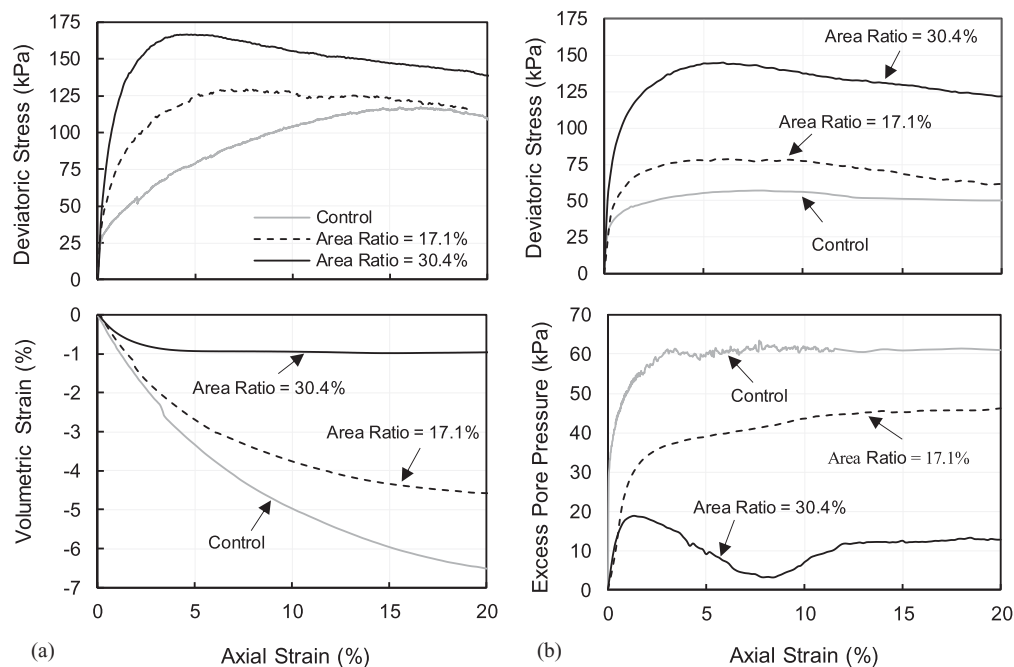 175
150
125
100
75
50
25
0
Deviatoric Stress (kPa)
Control
Area Ratio = 17.1%
Area Ratio = 30.4%
175
150
125
100
75
50
25
0
Deviatoric Stress (kPa)
Area Ratio = 30.4%
Area Ratio = 17.1%
Control
-0
-1
-2
-3
-4
-5
-6
-7
Volumetric Strain (%)
Area Ratio = 30.4%
Area Ratio = 17.1%
Control
0 5 10 15 20
(a)
Axial Strain (%)
70
60
50
40
30
20
10
0
Excess Pore Pressure (kPa)
Control
Area Ratio = 17.1%
Area Ratio = 30.4%
0 5 10 15 20
(b)
Axial Strain (%)